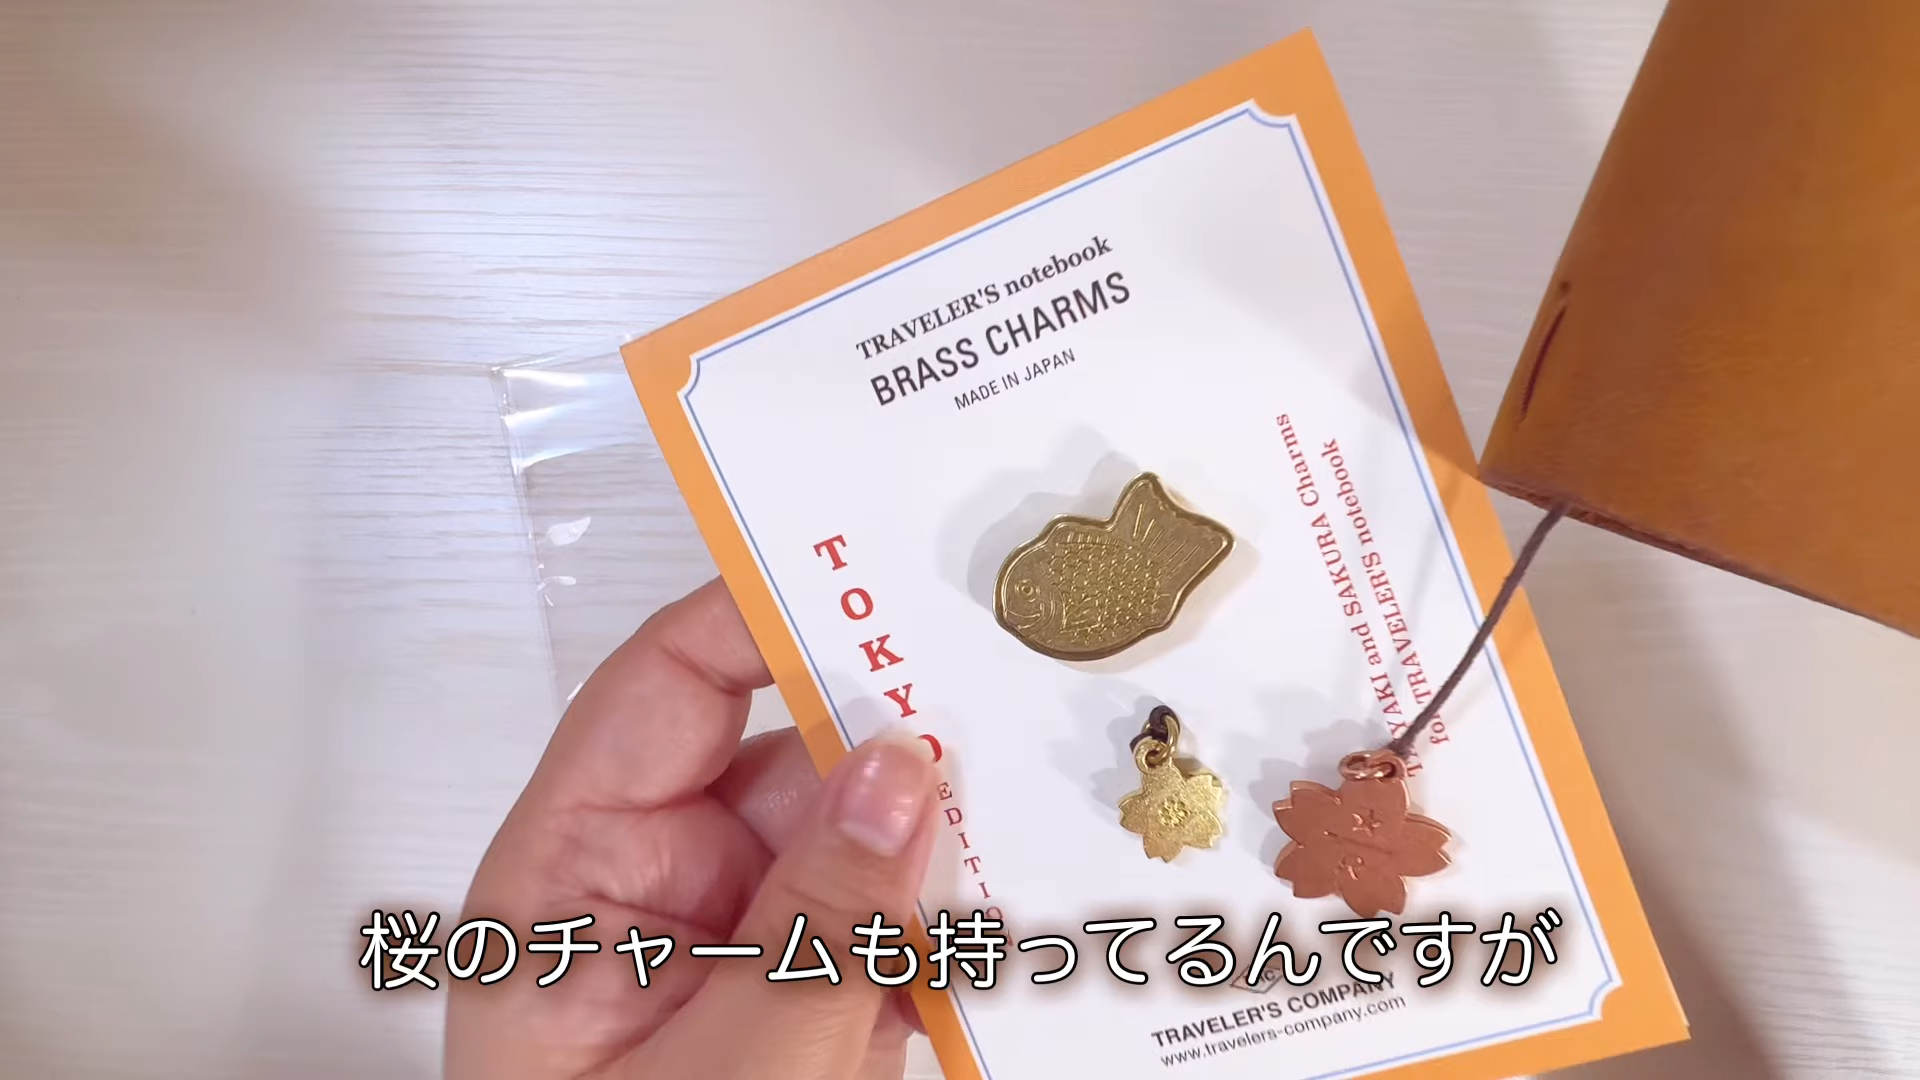 TRAVELER'S notebook
BRASS CHARMS
MADE IN JAPAN
TOKYO EDITION
YAKI and SAKURA Charms
for TRAVELER'S notebook
桜のチャームも持ってるんですが
TRAVELER'S COMPANY
www.travelers-company.com